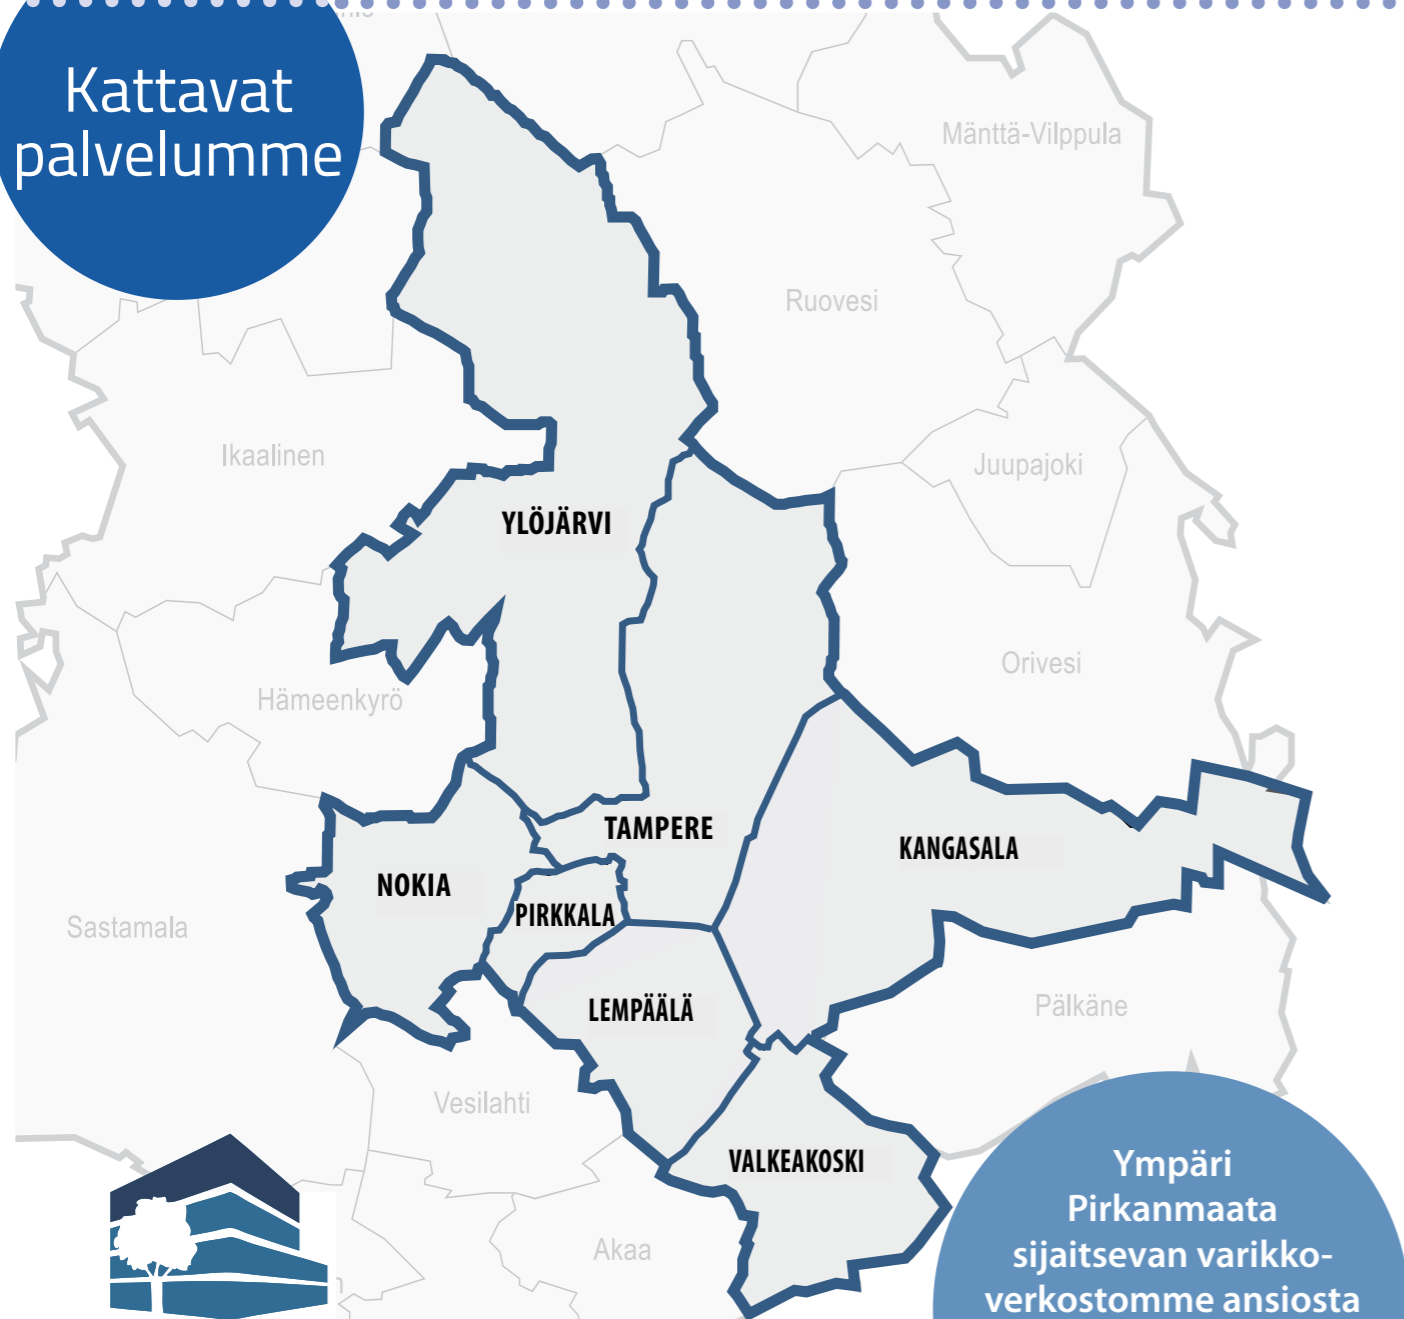 Kattavat
palvelumme
Mänttä-Vilppula
Ruovesi
Ikaalinen
Juupajoki
YLÖJÄRVI
Orivesi
Hämeenkyrö
TAMPERE
KANGASALA
NOKIA
PIRKKALA
Sastamala
LEMPÄÄLÄ
Pälkäne
Vesilahti
VALKEAKOSKI
Akaa
Ympäri
Pirkanmaata
sijaitsevan varikko-
verkostomme ansiosta